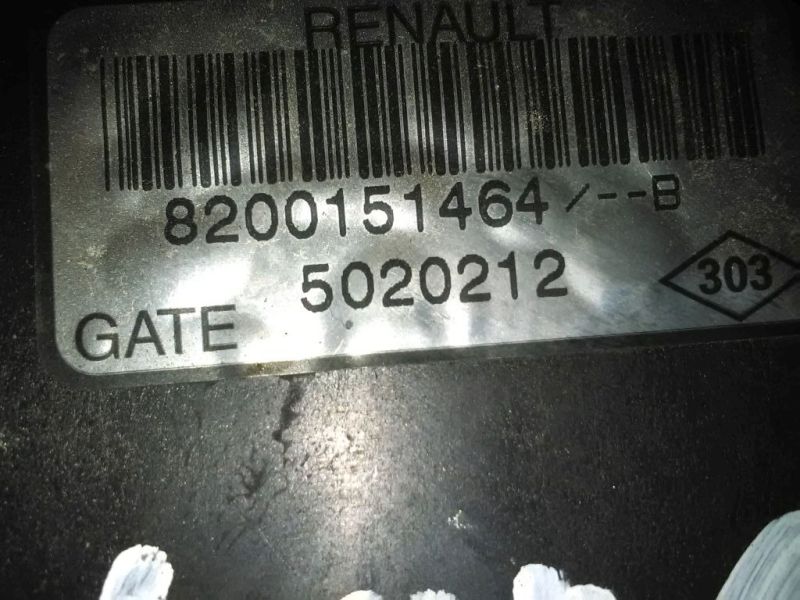 RENAULT
8200151464/--B
5020212
303
GATE